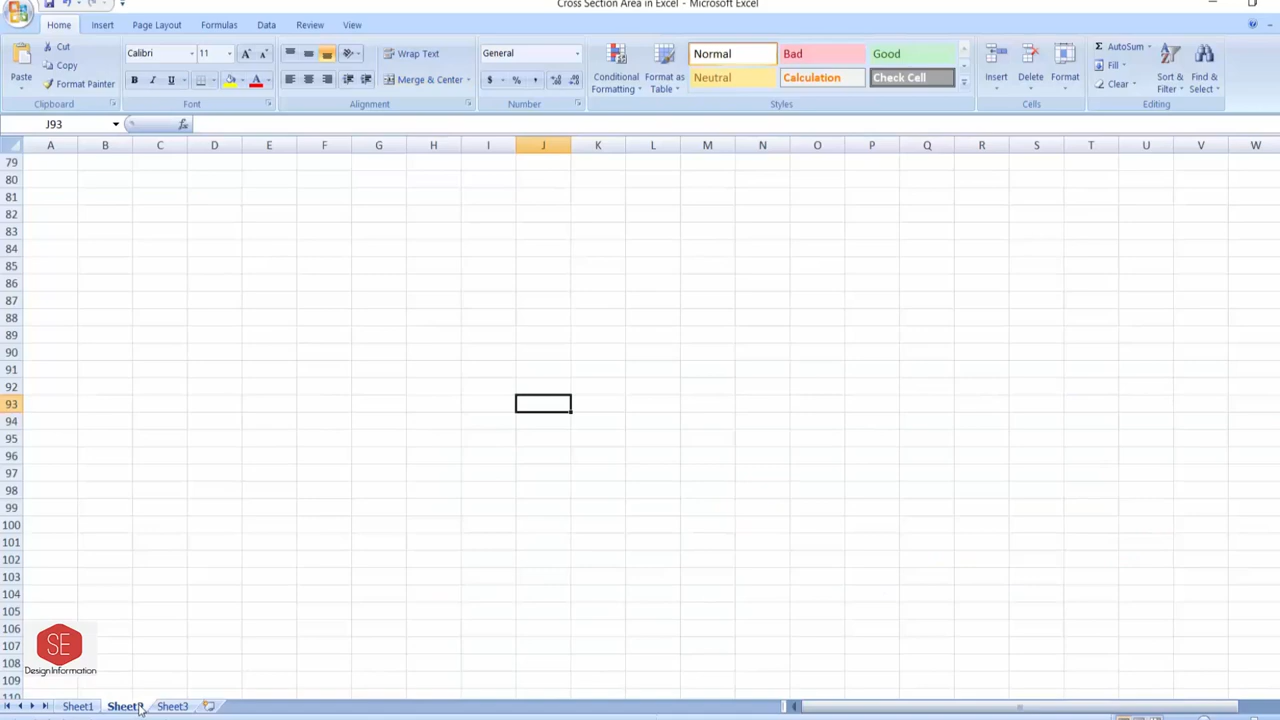 Cross Section Area in Excel - Microsoft Excel
Home Insert Page Layout Formulas Data Review View
Paste
Cut
Copy
Format Painter
Clipboard
Calibri 11
B I U
Font
Wrap Text
Merge & Center
Alignment
General
$ % ,
Number
Conditional
Formatting
Format as
Table
Normal Bad Good
Neutral Calculation Check Cell
Styles
Insert Delete Format
Cells
Σ AutoSum
Fill
Clear
Sort &
Filter
Find &
Select
Editing
J93 fx
A B C D E F G H I J K L M N O P Q R S T U V W
79
80
81
82
83
84
85
86
87
88
89
90
91
92
93
94
95
96
97
98
99
100
101
102
103
104
105
106
107
108
109
110
SE
Design Information
Sheet1 Sheet2 Sheet3